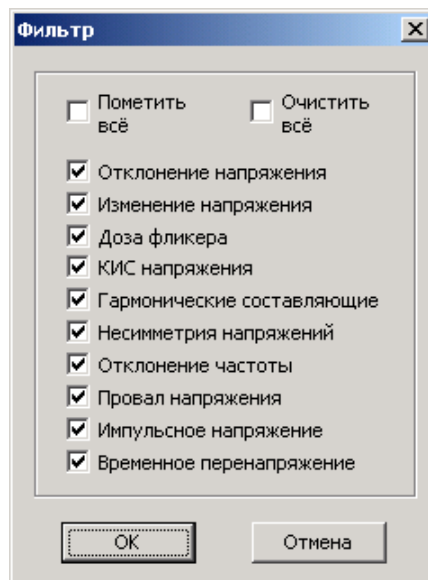 Фильтр
Пометить всё
Очистить всё
Отклонение напряжения
Изменение напряжения
Доза фликера
КИС напряжения
Гармонические составляющие
Несимметрия напряжений
Отклонение частоты
Провал напряжения
Импульсное напряжение
Временное перенапряжение
OK
Отмена